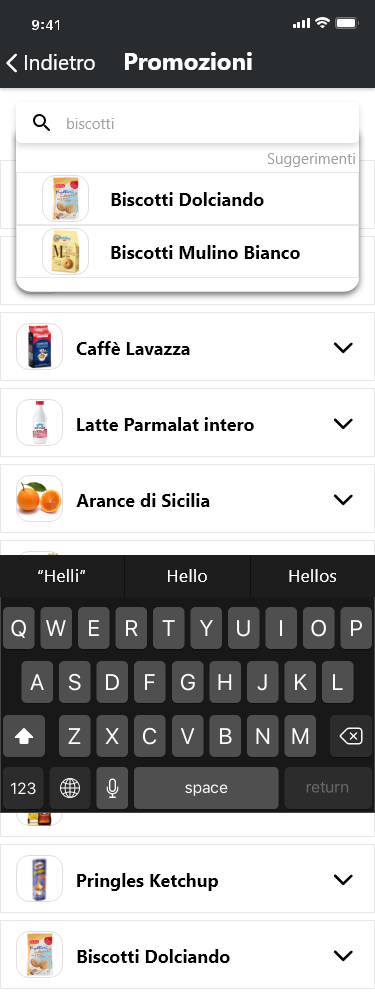 9:41
Indietro Promozioni
biscotti
Suggerimenti
Biscotti Dolciando
Biscotti Mulino Bianco
Caffè Lavazza
Latte Parmalat intero
Arance di Sicilia
“Helli” Hello Hellos
Q W E R T Y U I O P
A S D F G H J K L
Z X C V B N M
123 space return
Pringles Ketchup
Biscotti Dolciando